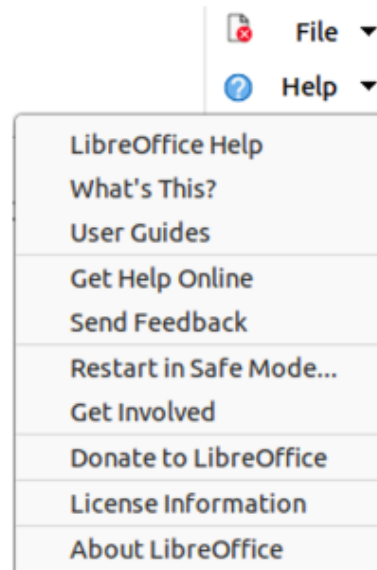 File
Help
LibreOffice Help
What's This?
User Guides
Get Help Online
Send Feedback
Restart in Safe Mode...
Get Involved
Donate to LibreOffice
License Information
About LibreOffice